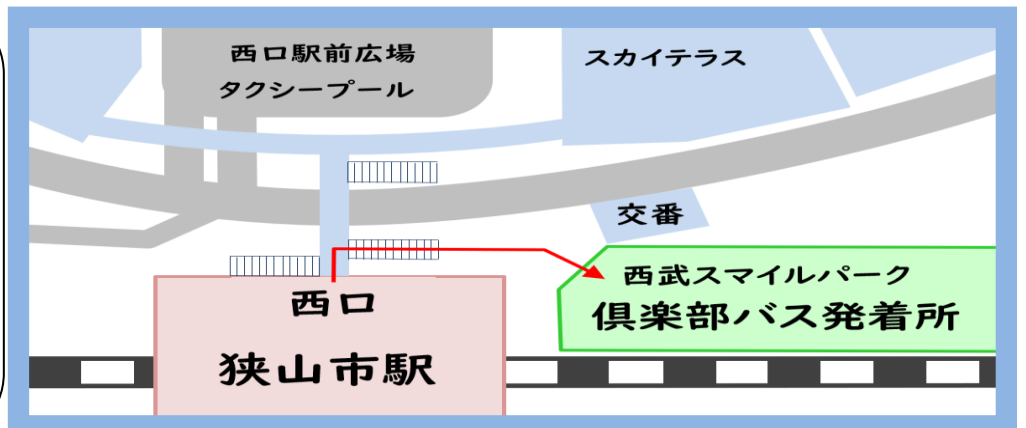 西口駅前広場
タクシープール
スカイテラス
交番
西武スマイルパーク
倶楽部バス発着所
西口
狭山市駅